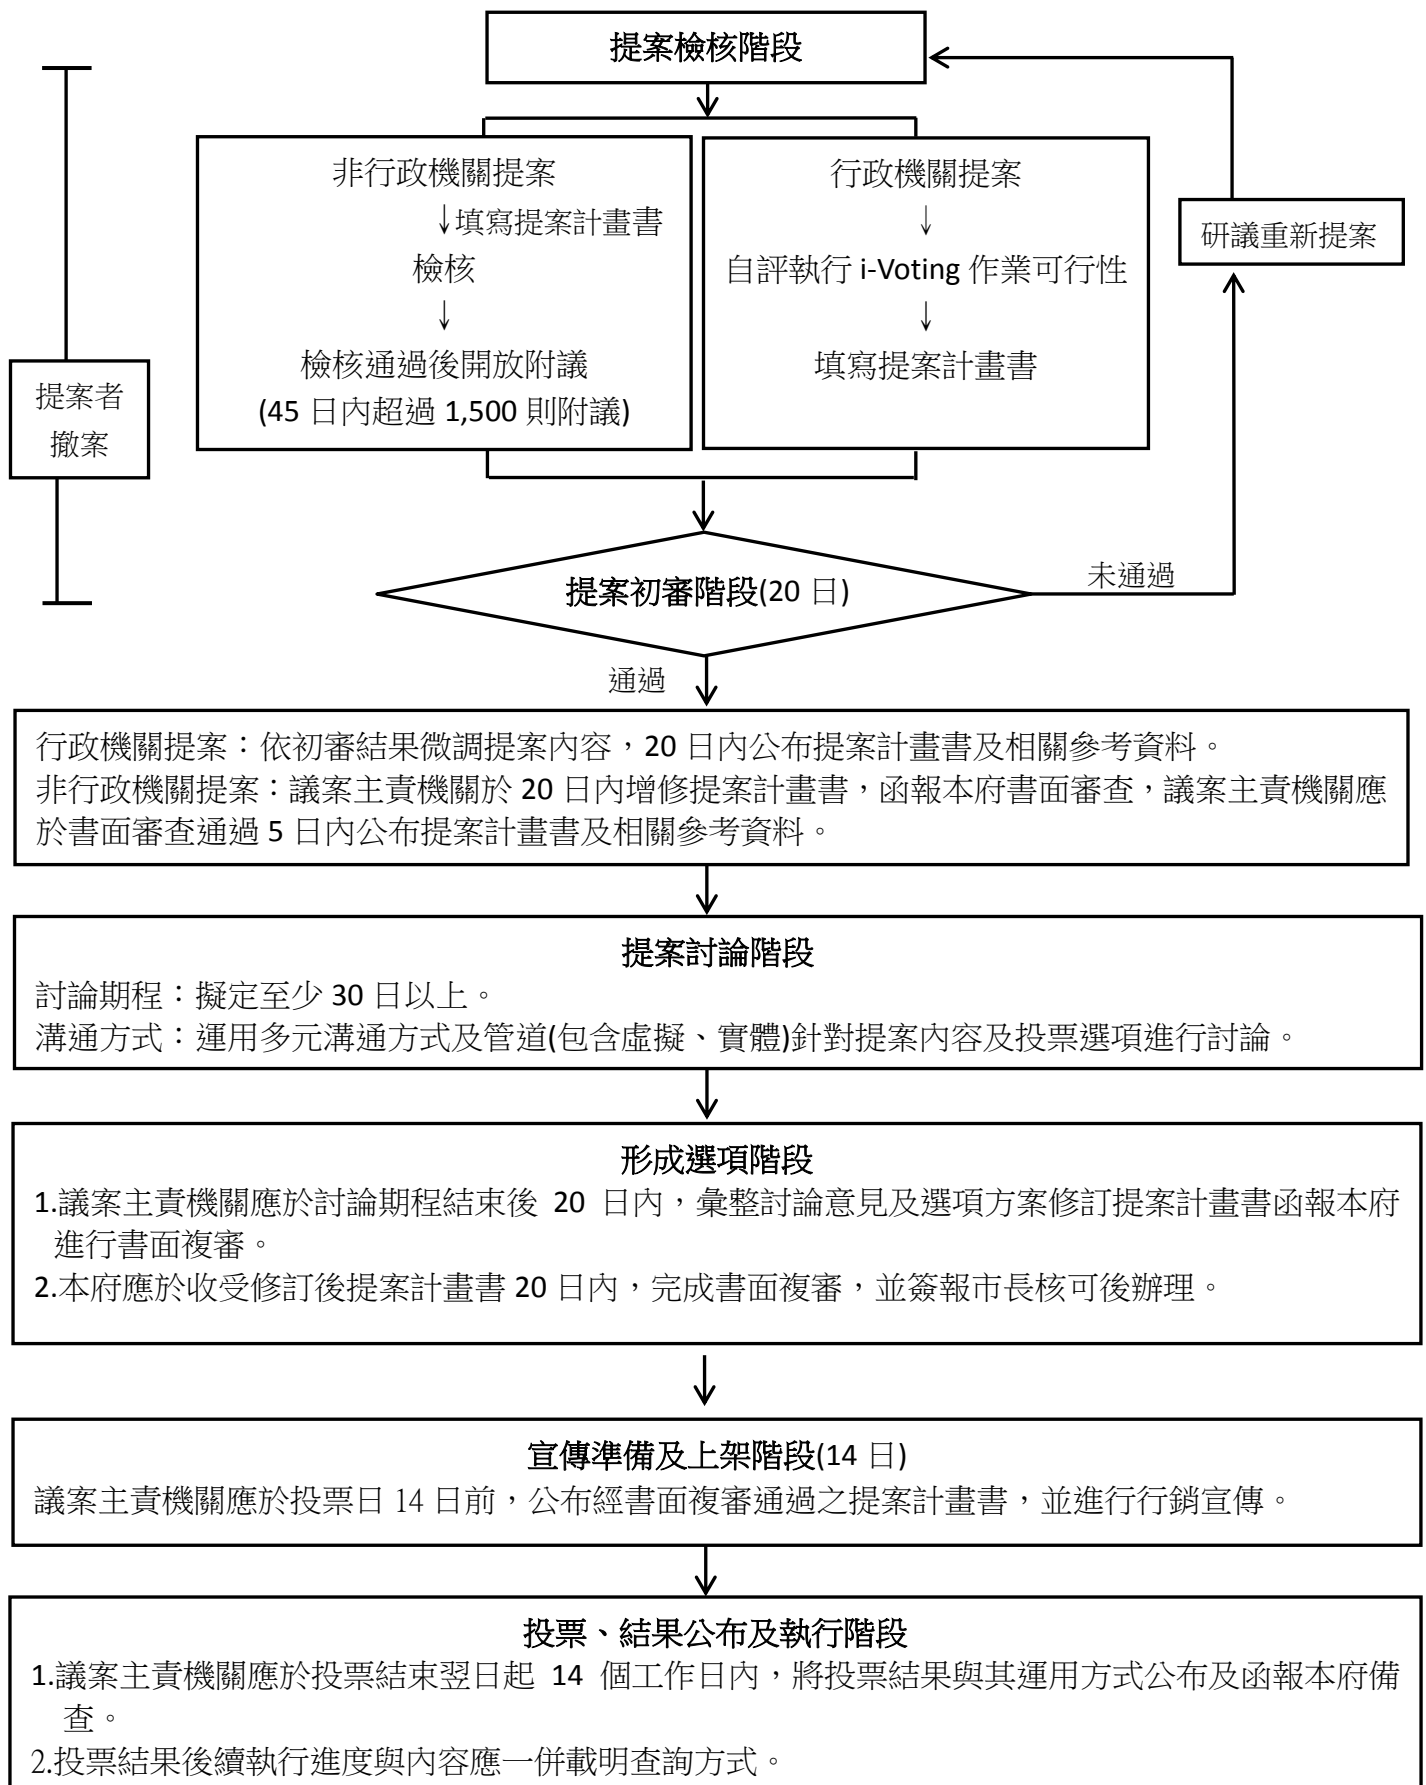 提案檢核階段
非行政機關提案
↓填寫提案計畫書
檢核
↓
檢核通過後開放附議
(45 日內超過 1,500 則附議)
行政機關提案
↓
自評執行 i-Voting 作業可行性
↓
填寫提案計畫書
研議重新提案
提案者
撤案
提案初審階段(20 日)
未通過
通過
行政機關提案：依初審結果微調提案內容，20 日內公布提案計畫書及相關參考資料。
非行政機關提案：議案主責機關於 20 日內增修提案計畫書，函報本府書面審查，議案主責機關應
於書面審查通過 5 日內公布提案計畫書及相關參考資料。
提案討論階段
討論期程：擬定至少 30 日以上。
溝通方式：運用多元溝通方式及管道(包含虛擬、實體)針對提案內容及投票選項進行討論。
形成選項階段
1.議案主責機關應於討論期程結束後 20 日內，彙整討論意見及選項方案修訂提案計畫書函報本府
進行書面複審。
2.本府應於收受修訂後提案計畫書 20 日內，完成書面複審，並簽報市長核可後辦理。
宣傳準備及上架階段(14 日)
議案主責機關應於投票日 14 日前，公布經書面複審通過之提案計畫書，並進行行銷宣傳。
投票、結果公布及執行階段
1.議案主責機關應於投票結束翌日起 14 個工作日內，將投票結果與其運用方式公布及函報本府備
查。
2.投票結果後續執行進度與內容應一併載明查詢方式。